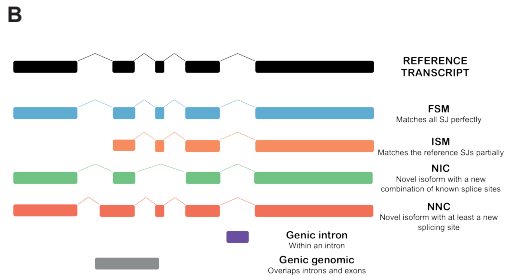 B
REFERENCE
TRANSCRIPT
FSM
Matches all SJ perfectly
ISM
Matches the reference SJs partially
NIC
Novel isoform with a new
combination of known splice sites
NNC
Novel isoform with at least a new
splicing site
Genic intron
Within an intron
Genic genomic
Overlaps introns and exons